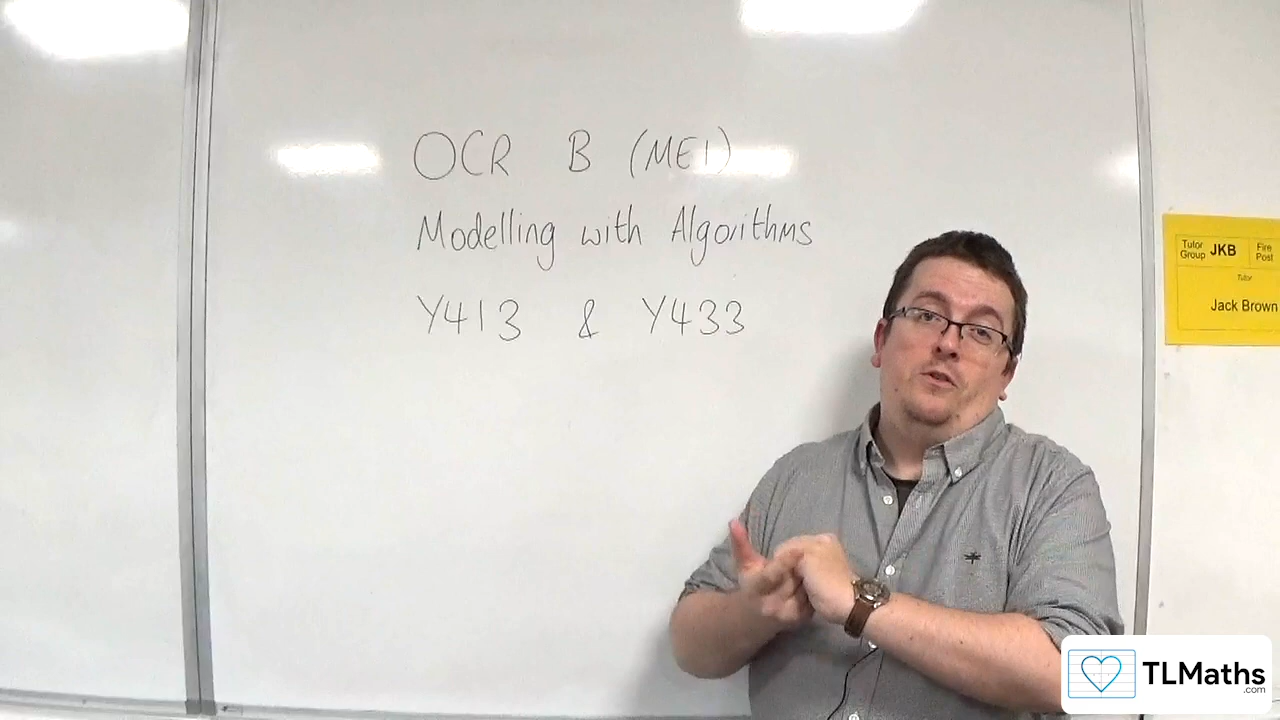 OCR B (MEI)
Modelling with Algorithms
Y413 & Y433
Tutor Group JKB Fire Post
Tutor
Jack Brown
TLMaths
.com